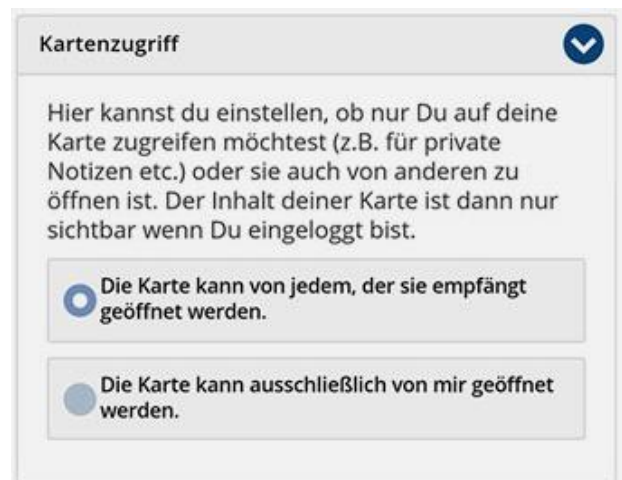 Kartenzugriff
Hier kannst du einstellen, ob nur Du auf deine
Karte zugreifen möchtest (z.B. für private
Notizen etc.) oder sie auch von anderen zu
öffnen ist. Der Inhalt deiner Karte ist dann nur
sichtbar wenn Du eingeloggt bist.
Die Karte kann von jedem, der sie empfängt
geöffnet werden.
Die Karte kann ausschließlich von mir geöffnet
werden.